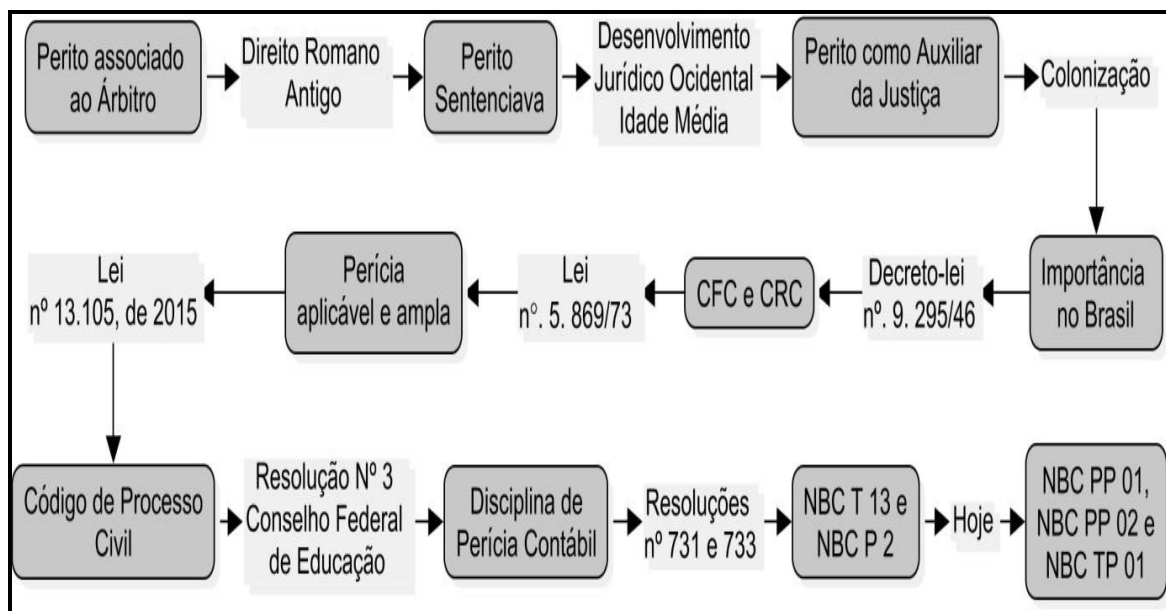 Perito associado
ao Árbitro
Direito Romano
Antigo
Perito
Sentenciava
Desenvolvimento
Jurídico Ocidental
Idade Média
Perito como Auxiliar
da Justiça
Colonização
Importância
no Brasil
Decreto-lei
nº. 9. 295/46
CFC e CRC
Lei
n°. 5. 869/73
Perícia
aplicável e ampla
Lei
nº 13.105, de 2015
Código de Processo
Civil
Resolução Nº 3
Conselho Federal
de Educação
Disciplina de
Perícia Contábil
Resoluções
nº 731 e 733
NBC T 13 e
NBC P 2
Hoje
NBC PP 01,
NBC PP 02 e
NBC TP 01